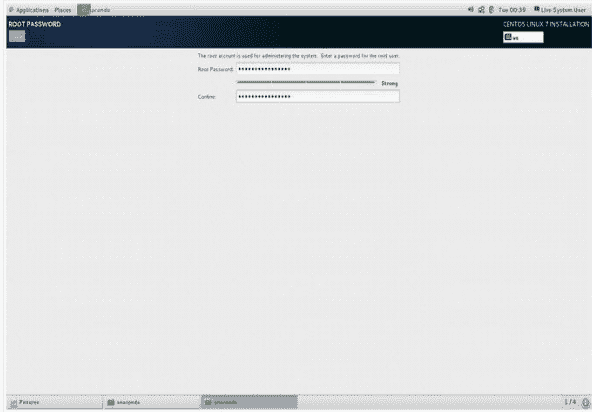 Applications Places anaconda Tue 00:39 Live System User
ROOT PASSWORD
CENTOS LINUX 7 INSTALLATION
us
The root account is used for administering the system. Enter a password for the root user.
Root Password: ••••••••••••••••
Strong
Confirm: ••••••••••••••••
Pictures anaconda anaconda 1/4